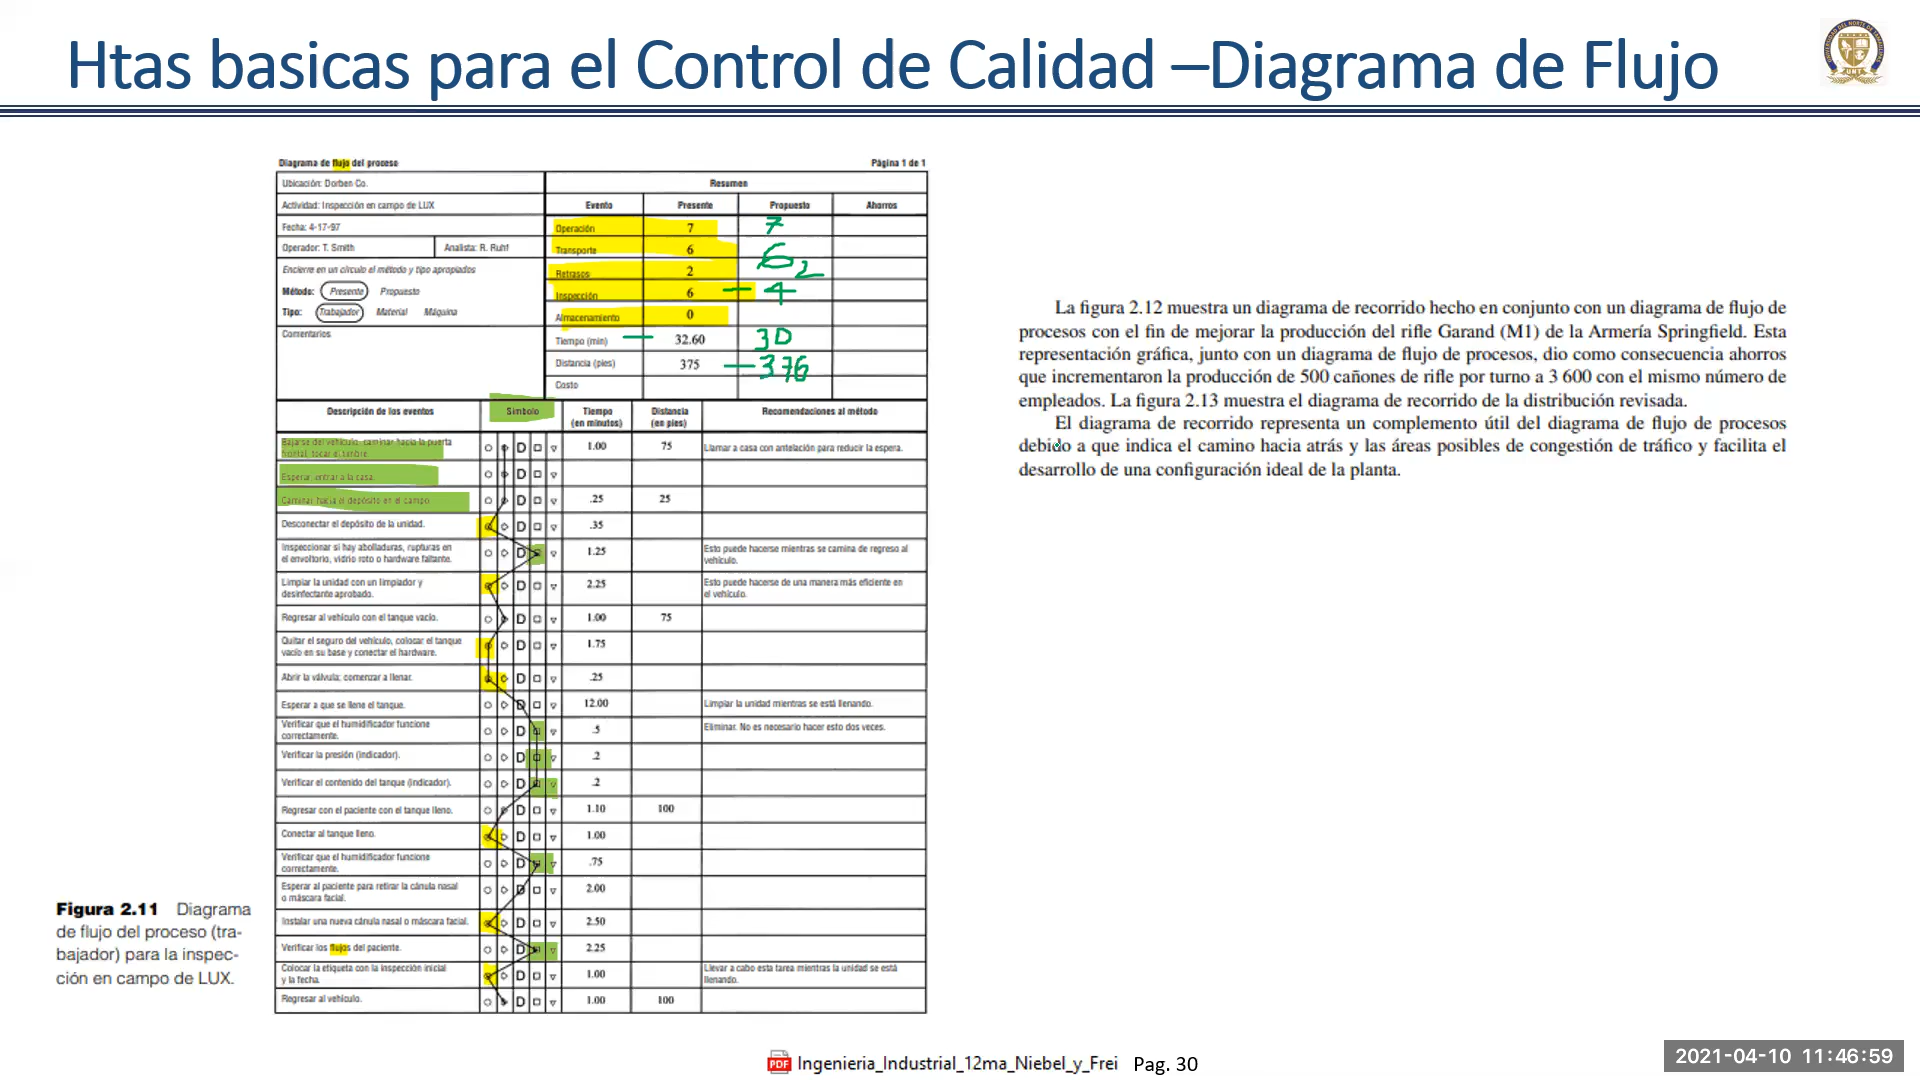 Htas basicas para el Control de Calidad –Diagrama de Flujo
Diagrama de flujo del proceso Página 1 de 1
Ubicación: Dorben Co. Resumen
Actividad: Inspección en campo de LUX Evento Presente Propuesto Ahorros
Fecha: 4-17-97 Operación 7 7
Operador: T. Smith Analista: R. Ruhf Transporte 6 6
Encierre en un círculo el método y tipo apropiados Retrasos 2 2
Método: Presente Propuesto Inspección 6 4
Tipo: Trabajador Material Máquina Almacenamiento 0
Comentarios Tiempo (min) 32.60 30
Distancia (pies) 375 376
Costo
Descripción de los eventos Símbolo Tiempo Distancia Recomendaciones al método
(en minutos) (en pies)
Bajarse del vehículo, caminar hacia la puerta
frontal, tocar el timbre. D 1.00 75 Llamar a casa con antelación para reducir la espera.
Esperar, entrar a la casa. D
Caminar hacia el depósito en el campo. D .25 25
Desconectar el depósito de la unidad. D .35
Inspeccionar si hay abolladuras, rupturas en Esto puede hacerse mientras se camina de regreso al
el envoltorio, vidrio roto o hardware faltante. D 1.25 vehículo.
Limpiar la unidad con un limpiador y Esto puede hacerse de una manera más eficiente en
desinfectante aprobado. D 2.25 el vehículo.
Regresar al vehículo con el tanque vacío. D 1.00 75
Quitar el seguro del vehículo, colocar el tanque
vacío en su base y conectar el hardware. D 1.75
Abrir la válvula; comenzar a llenar. D .25
Esperar a que se llene el tanque. D 12.00 Limpiar la unidad mientras se está llenando.
Verificar que el humidificador funcione
correctamente. D .5 Eliminar. No es necesario hacer esto dos veces.
Verificar la presión (indicador). D .2
Verificar el contenido del tanque (indicador). D .2
Regresar con el paciente con el tanque lleno. D 1.10 100
Conectar al tanque lleno. D 1.00
Verificar que el humidificador funcione
correctamente. D .75
Esperar al paciente para retirar la cánula nasal
o máscara facial. D 2.00
Instalar una nueva cánula nasal o máscara facial. D 2.50
Verificar los flujos del paciente. D 2.25
Colocar la etiqueta con la inspección inicial Llevar a cabo esta tarea mientras la unidad se está
y la fecha. D 1.00 llenando.
Regresar al vehículo. D 1.00 100
Figura 2.11 Diagrama
de flujo del proceso (tra-
bajador) para la inspec-
ción en campo de LUX.
La figura 2.12 muestra un diagrama de recorrido hecho en conjunto con un diagrama de flujo de
procesos con el fin de mejorar la producción del rifle Garand (M1) de la Armería Springfield. Esta
representación gráfica, junto con un diagrama de flujo de procesos, dio como consecuencia ahorros
que incrementaron la producción de 500 cañones de rifle por turno a 3 600 con el mismo número de
empleados. La figura 2.13 muestra el diagrama de recorrido de la distribución revisada.
El diagrama de recorrido representa un complemento útil del diagrama de flujo de procesos
debido a que indica el camino hacia atrás y las áreas posibles de congestión de tráfico y facilita el
desarrollo de una configuración ideal de la planta.
PDF Ingenieria_Industrial_12ma_Niebel_y_Frei Pag. 30
2021-04-10 11:46:59